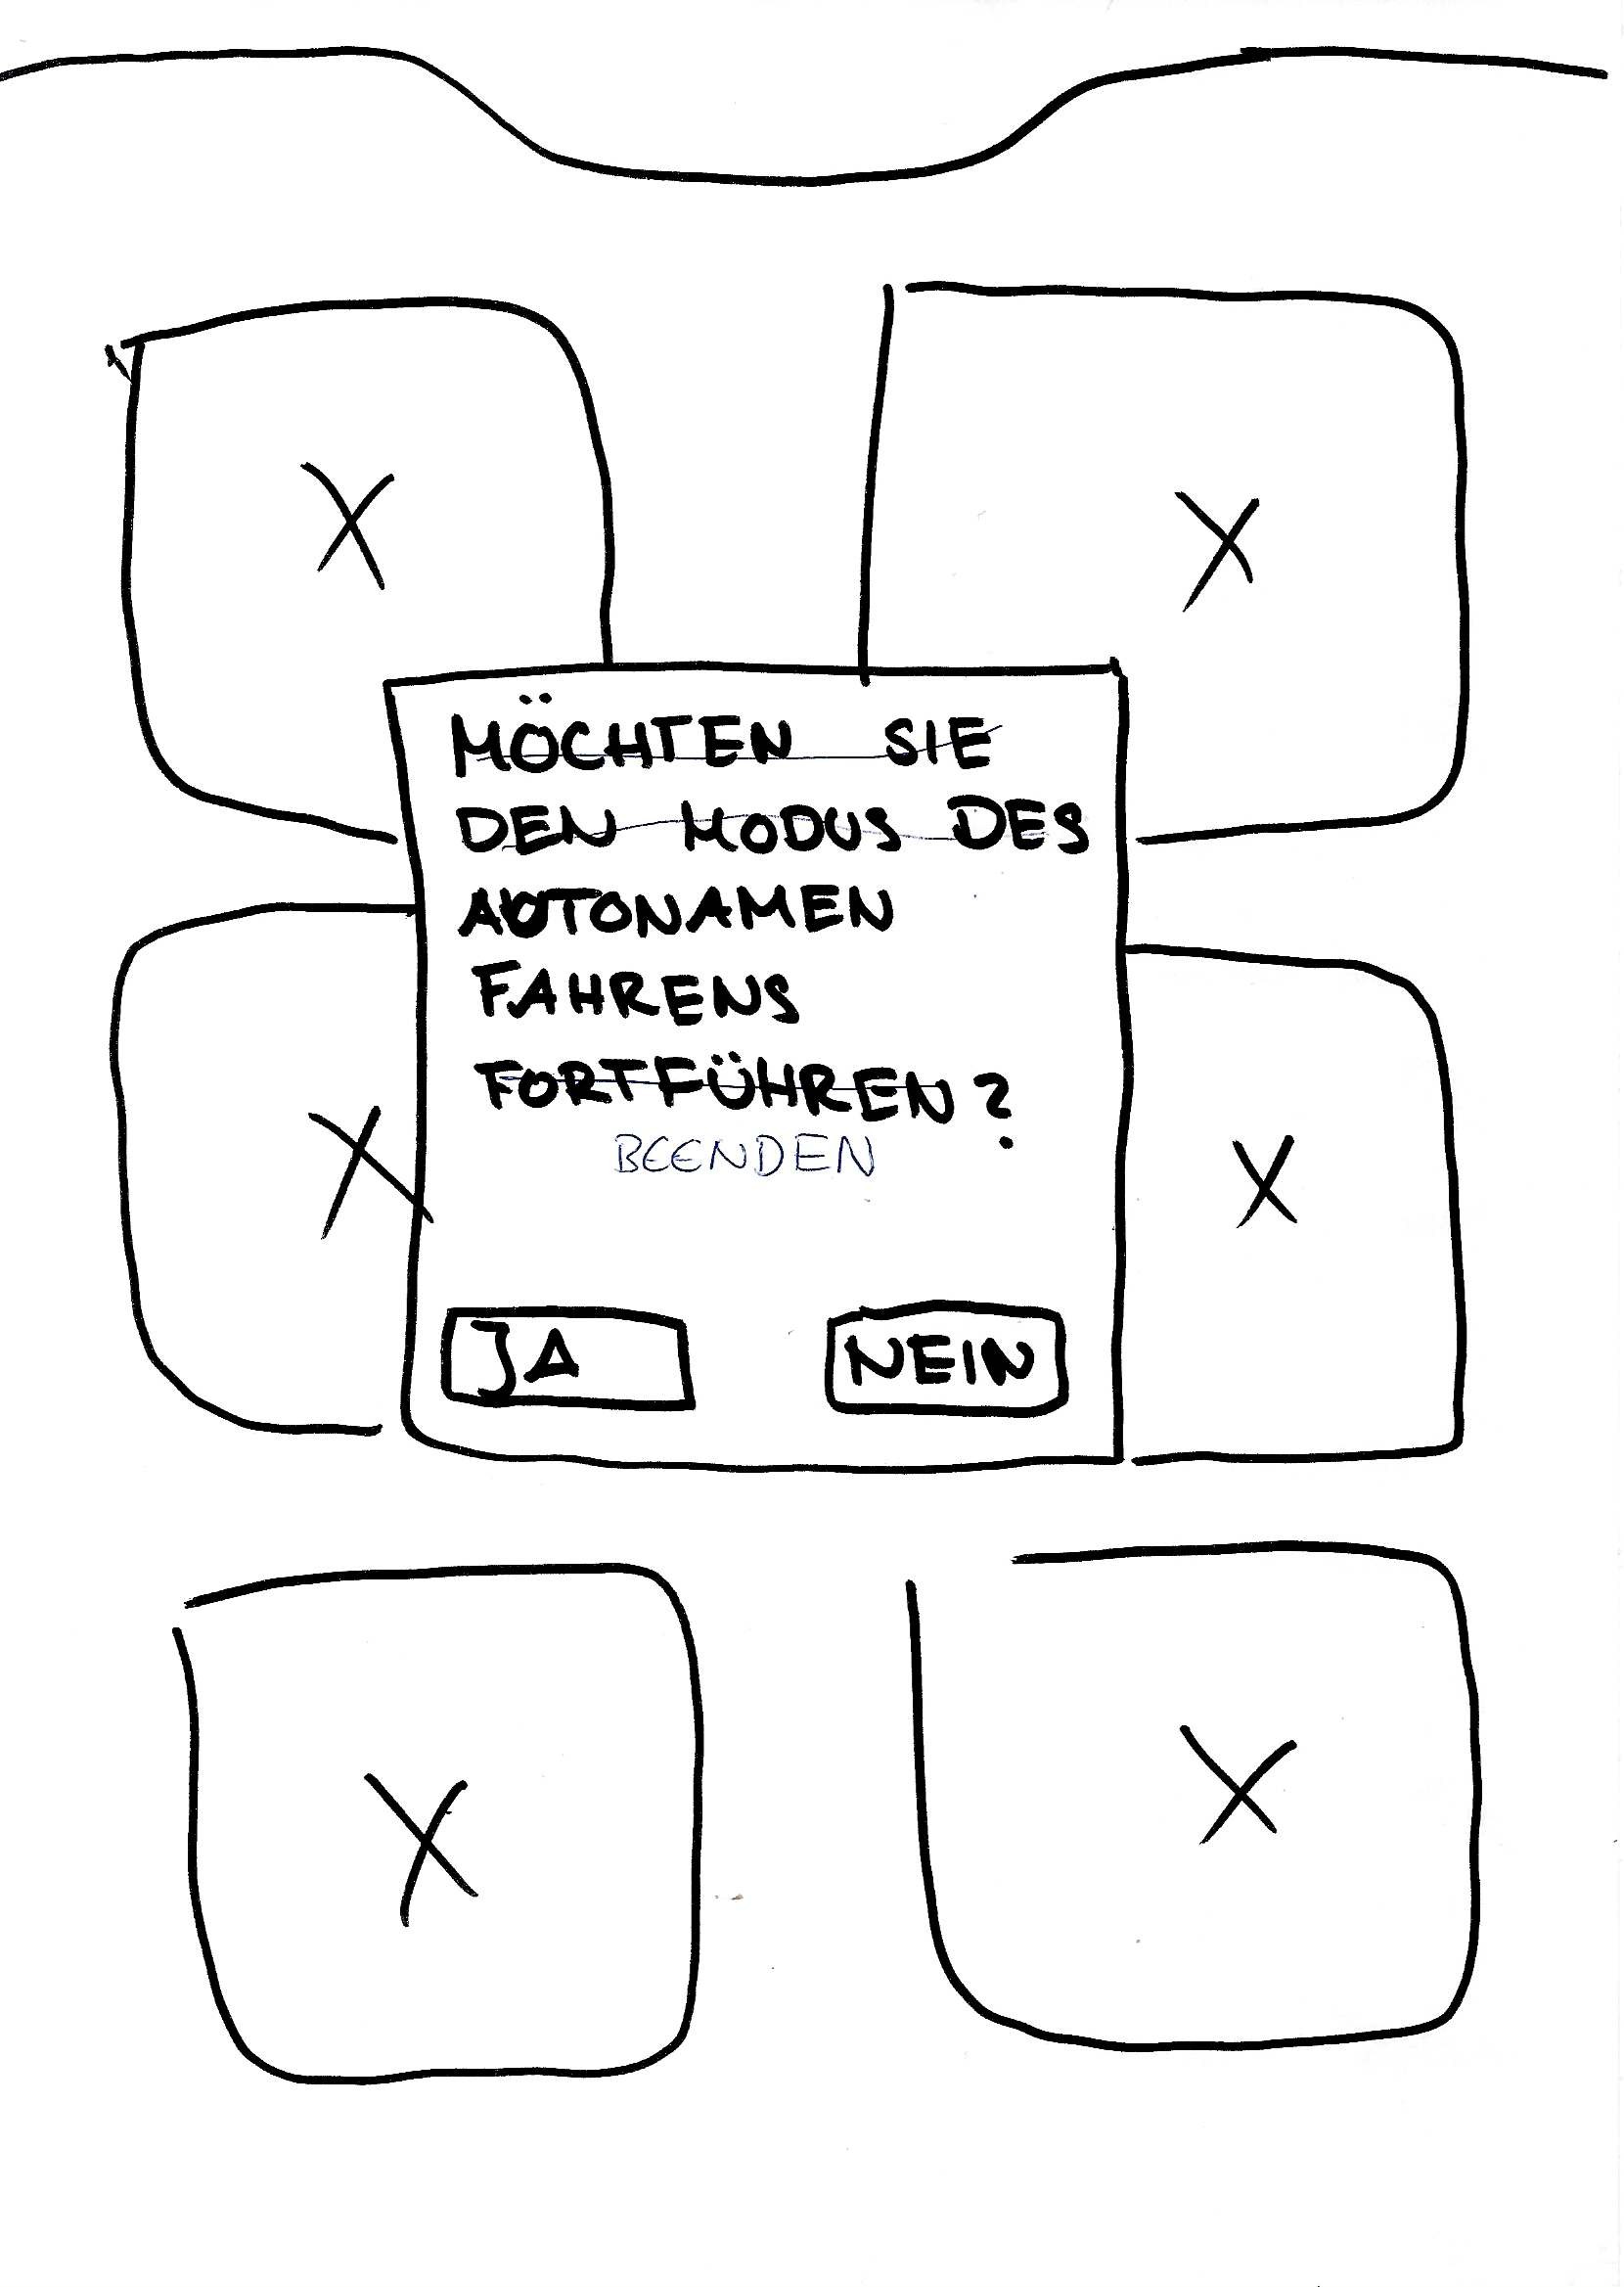 MÖCHTEN SIE
DEN MODUS DES
AUTONAMEN
FAHRENS
FORTFÜHREN?
BEENDEN
JA
NEIN